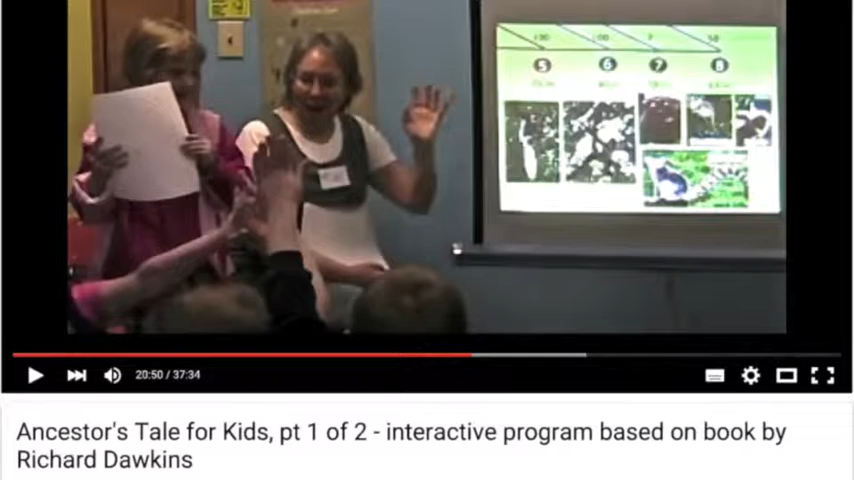 5 6 7 8
20:50 / 37:34
Ancestor's Tale for Kids, pt 1 of 2 - interactive program based on book by
Richard Dawkins